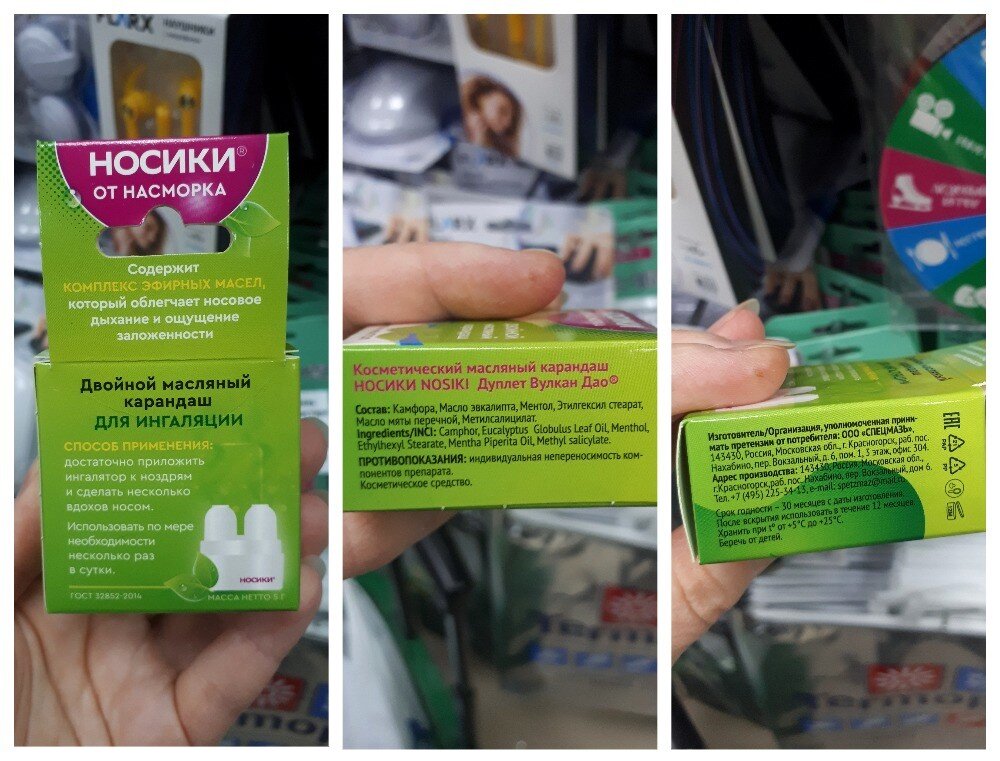 НОСИКИ®
ОТ НАСМОРКА
Содержит
КОМПЛЕКС ЭФИРНЫХ МАСЕЛ,
который облегчает носовое
дыхание и ощущение
заложенности
Двойной масляный
карандаш
ДЛЯ ИНГАЛЯЦИИ
СПОСОБ ПРИМЕНЕНИЯ:
достаточно приложить
ингалятор к ноздрям
и сделать несколько
вдохов носом.
Использовать по мере
необходимости
несколько раз
в сутки.
НОСИКИ®
ГОСТ 32852-2014
МАССА НЕТТО 5 Г
Косметический масляный карандаш
НОСИКИ NOSIKI Дуплет Вулкан Дао®
Состав: Камфора, Масло эвкалипта, Ментол, Этилгексил стеарат,
Масло мяты перечной, Метилсалицилат.
Ingredients/INCI: Camphor, Eucalyptus Globulus Leaf Oil, Menthol,
Ethylhexyl Stearate, Mentha Piperita Oil, Methyl salicylate.
ПРОТИВОПОКАЗАНИЯ: индивидуальная непереносимость ком-
понентов препарата.
Косметическое средство.
Изготовитель/Организация, уполномоченная прини-
мать претензии от потребителя: ООО «СПЕЦМАЗЬ».
143430, Россия, Московская обл., г. Красногорск, раб. пос.
Нахабино, пер. Вокзальный, д. 6, пом. 1, 3 этаж, офис 304.
Адрес производства: 143430, Россия, Московская обл.,
г.Красногорск,раб. пос. Нахабино, пер. Вокзальный, дом 6.
Тел. +7 (495) 225-54-13, e-mail: spetzmaz@mail.ru
Срок годности – 30 месяцев с даты изготовления.
После вскрытия использовать в течение 12 месяцев.
Хранить при t° от +5°C до +25°C.
Беречь от детей.
EAC